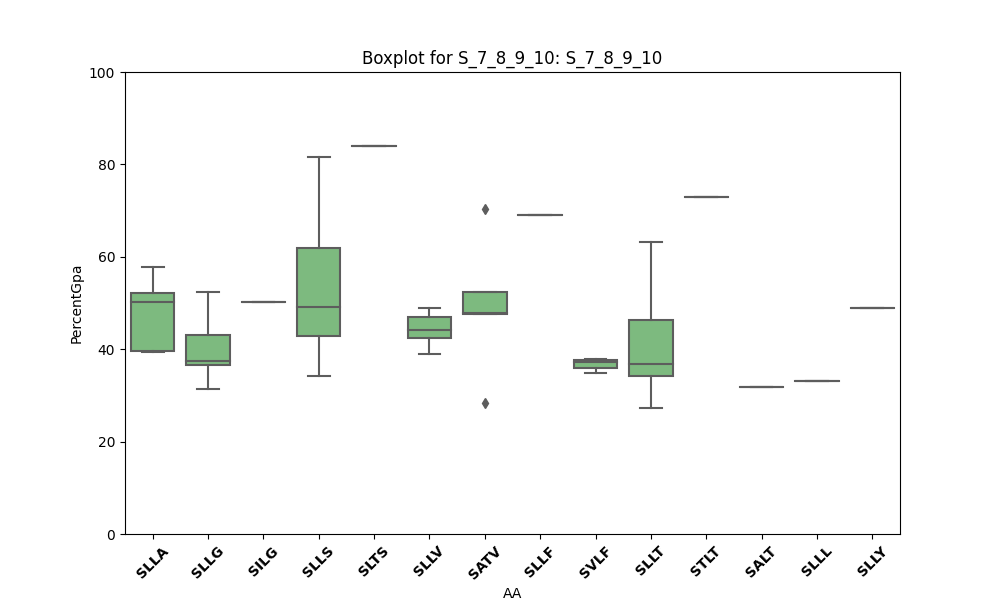 Boxplot for S_7_8_9_10: S_7_8_9_10
100
80
60
40
20
0
PercentGpa
SLLA SLLG SILG SLLS SLTS SLLV SATV SLLF SVLF SLLT STLT SALT SLLL SLLY
AA